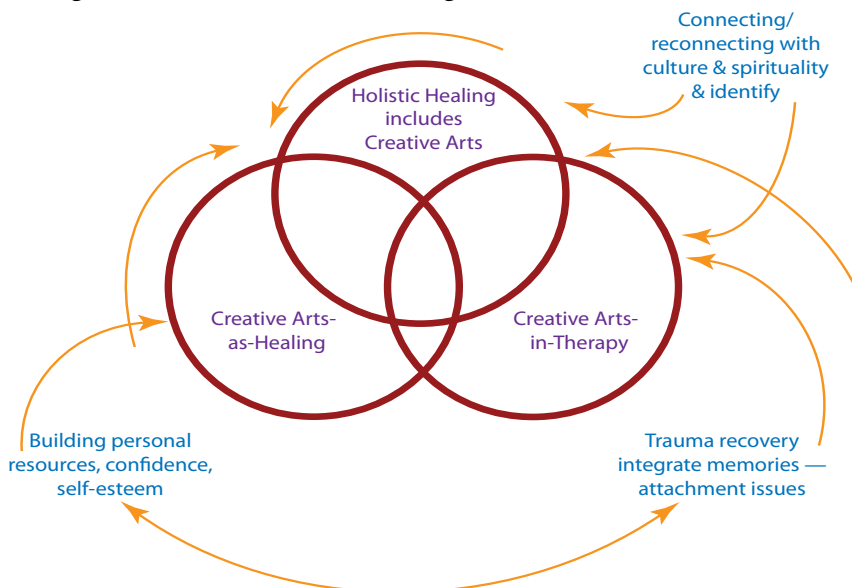 Connecting/
reconnecting with
culture & spirituality
& identify
Holistic Healing
includes
Creative Arts
Creative Arts-
as-Healing
Creative Arts-
in-Therapy
Building personal
resources, confidence,
self-esteem
Trauma recovery
integrate memories —
attachment issues